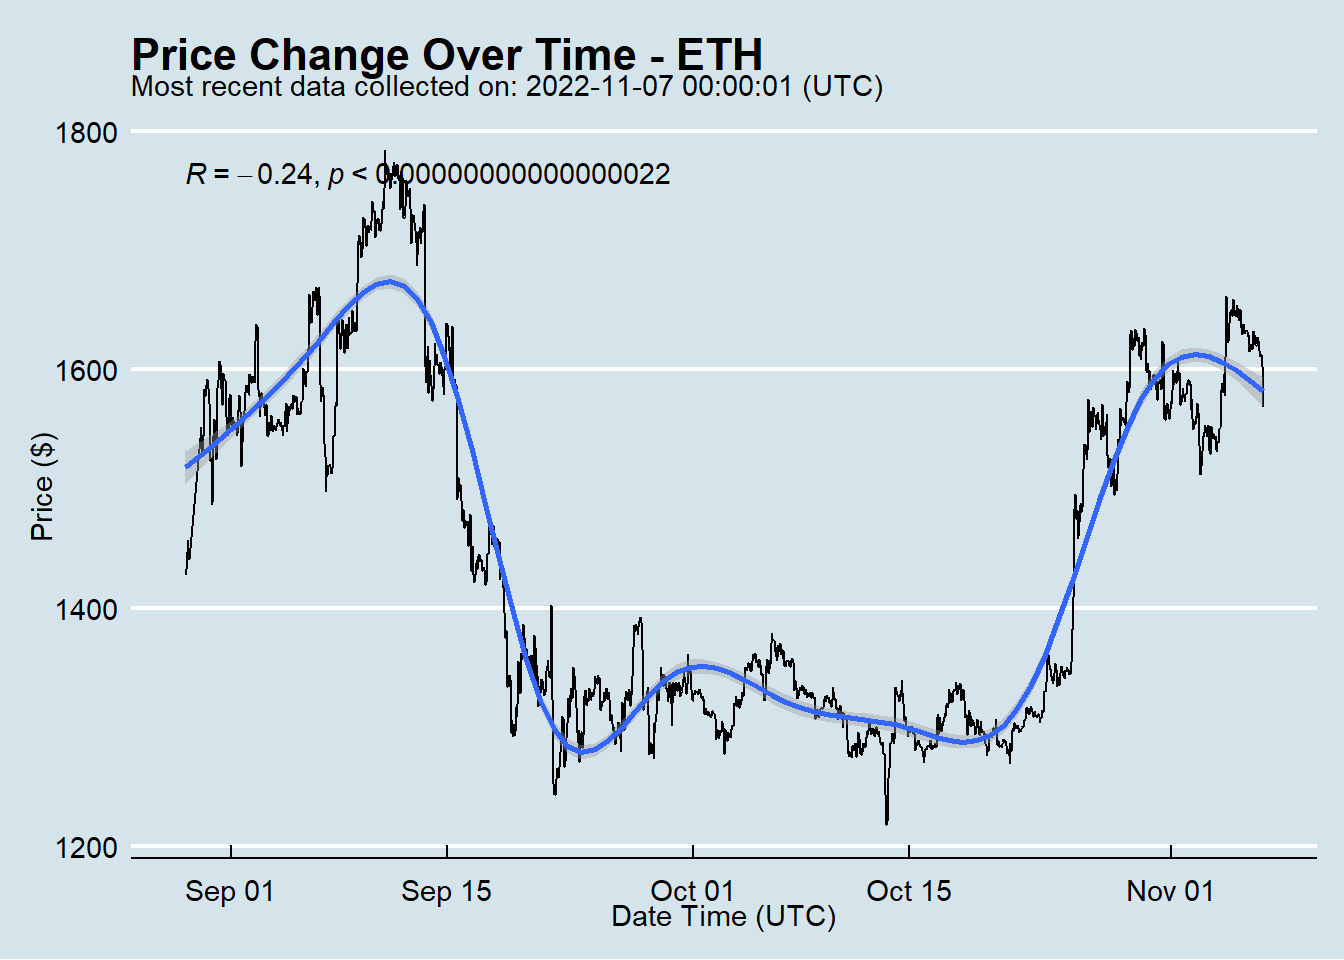 Price Change Over Time - ETH
Most recent data collected on: 2022-11-07 00:00:01 (UTC)
R = −0.24, p < 0.00000000000000022
1800
1600
1400
1200
Price ($)
Sep 01 Sep 15 Oct 01 Oct 15 Nov 01
Date Time (UTC)